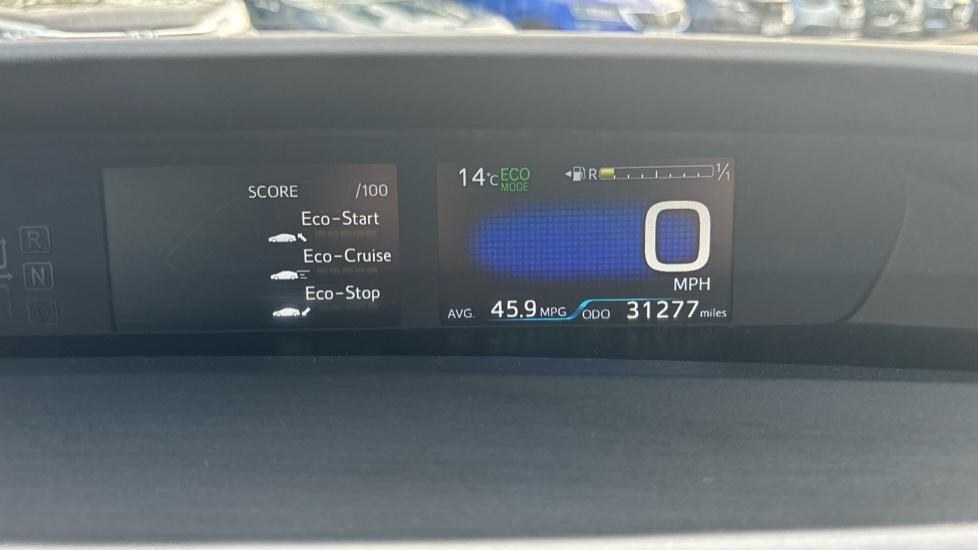 R
N
D
SCORE /100
Eco-Start
Eco-Cruise
Eco-Stop
14°C ECO MODE
R 1/1
0
MPH
AVG. 45.9 MPG ODO 31277 miles